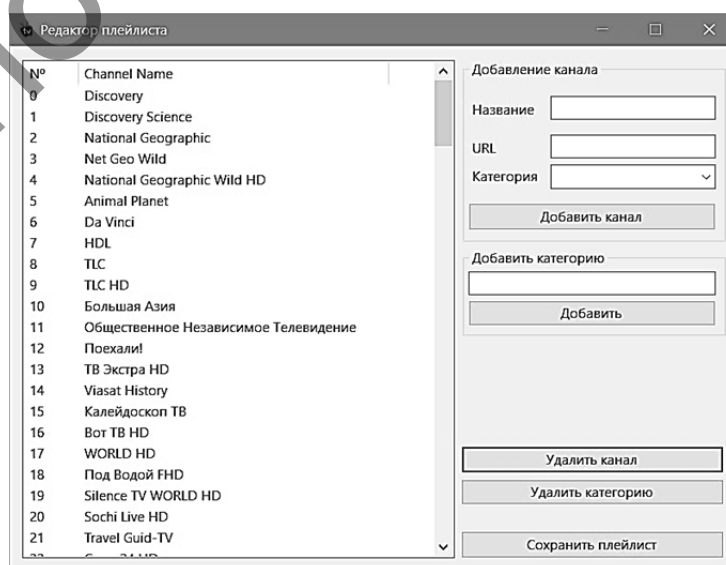 Редактор плейлиста
Nº Channel Name
0 Discovery
1 Discovery Science
2 National Geographic
3 Net Geo Wild
4 National Geographic Wild HD
5 Animal Planet
6 Da Vinci
7 HDL
8 TLC
9 TLC HD
10 Большая Азия
11 Общественное Независимое Телевидение
12 Поехали!
13 ТВ Экстра HD
14 Viasat History
15 Калейдоскоп ТВ
16 Вот ТВ HD
17 WORLD HD
18 Под Водой FHD
19 Silence TV WORLD HD
20 Sochi Live HD
21 Travel Guid-TV
Добавление канала
Название
URL
Категория
Добавить канал
Добавить категорию
Добавить
Удалить канал
Удалить категорию
Сохранить плейлист